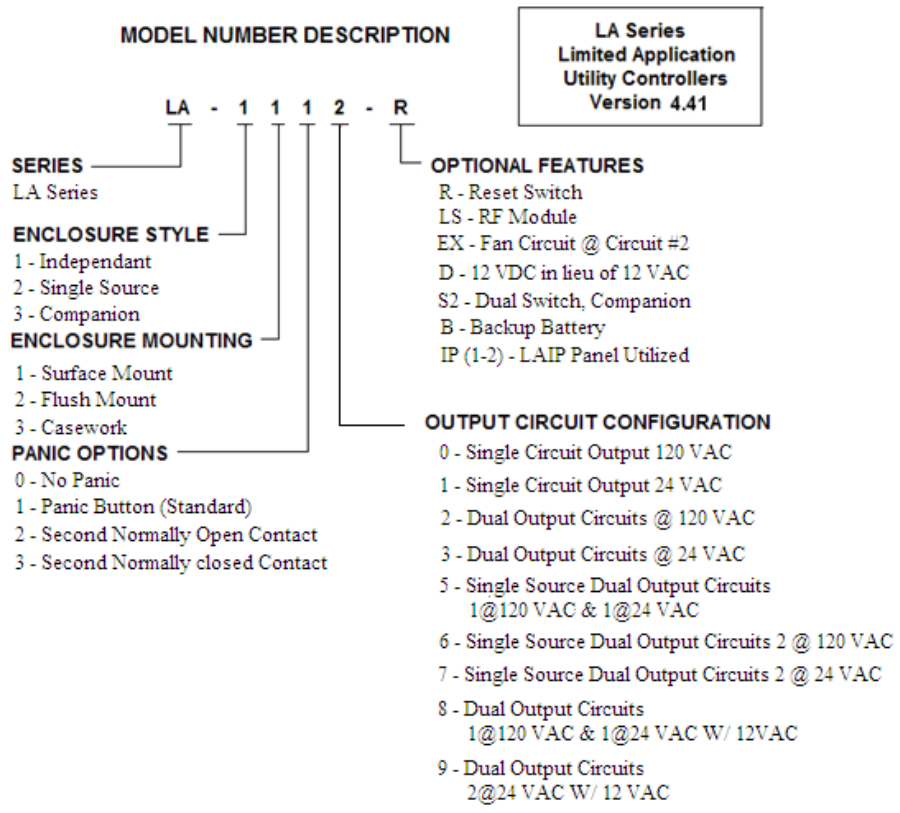 MODEL NUMBER DESCRIPTION
LA Series
Limited Application
Utility Controllers
Version 4.41
LA - 1 1 1 2 - R
SERIES
LA Series
ENCLOSURE STYLE
1 - Independant
2 - Single Source
3 - Companion
ENCLOSURE MOUNTING
1 - Surface Mount
2 - Flush Mount
3 - Casework
PANIC OPTIONS
0 - No Panic
1 - Panic Button (Standard)
2 - Second Normally Open Contact
3 - Second Normally closed Contact
OPTIONAL FEATURES
R - Reset Switch
LS - RF Module
EX - Fan Circuit @ Circuit #2
D - 12 VDC in lieu of 12 VAC
S2 - Dual Switch, Companion
B - Backup Battery
IP (1-2) - LAIP Panel Utilized
OUTPUT CIRCUIT CONFIGURATION
0 - Single Circuit Output 120 VAC
1 - Single Circuit Output 24 VAC
2 - Dual Output Circuits @ 120 VAC
3 - Dual Output Circuits @ 24 VAC
5 - Single Source Dual Output Circuits
1@120 VAC & 1@24 VAC
6 - Single Source Dual Output Circuits 2 @ 120 VAC
7 - Single Source Dual Output Circuits 2 @ 24 VAC
8 - Dual Output Circuits
1@120 VAC & 1@24 VAC W/ 12VAC
9 - Dual Output Circuits
2@24 VAC W/ 12 VAC